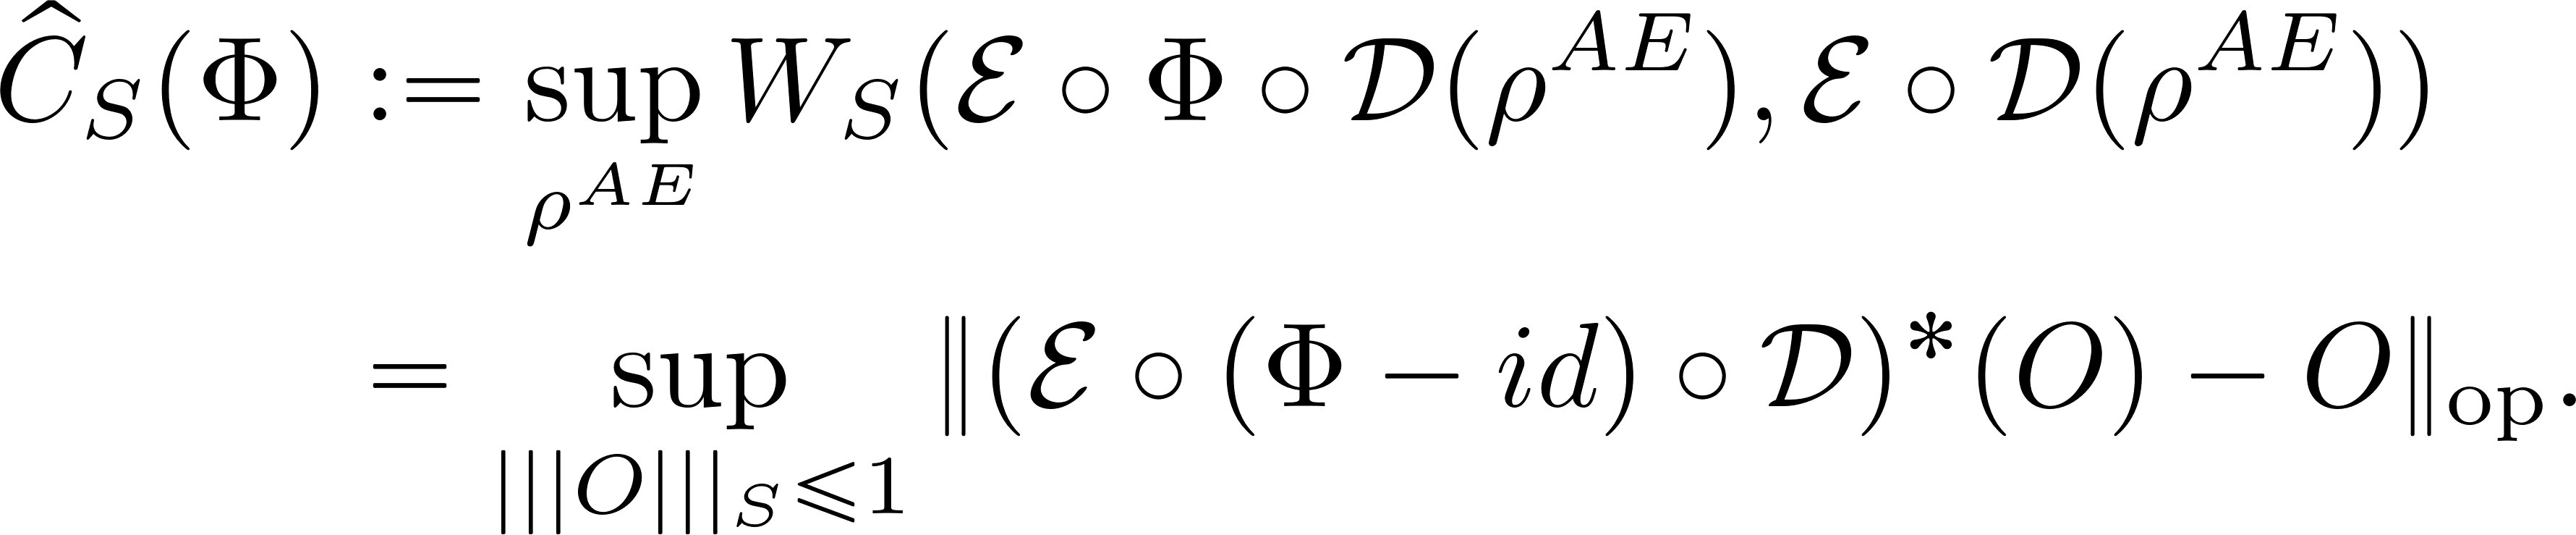 \widehat{C}_S(\Phi) := \sup_{\rho^{AE}} W_S(\mathcal{E} \circ \Phi \circ \mathcal{D}(\rho^{AE}), \mathcal{E} \circ \mathcal{D}(\rho^{AE}))
= \sup_{|||O|||_S \leqslant 1} \|(\mathcal{E} \circ (\Phi - id) \circ \mathcal{D})^*(O) - O\|_{\mathrm{op}}.